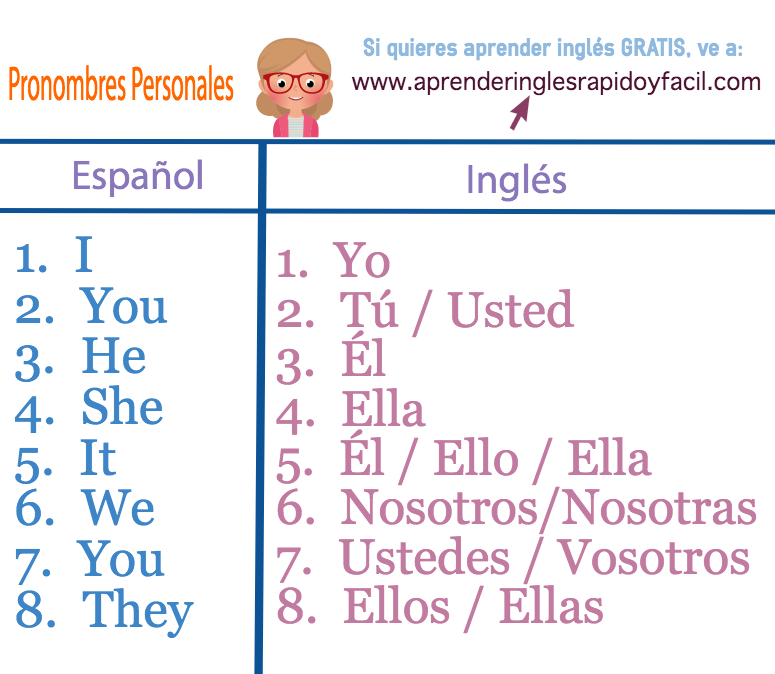 Pronombres Personales
Si quieres aprender inglés GRATIS, ve a:
www.aprenderinglesrapidoyfacil.com
Español
Inglés
1. I
2. You
3. He
4. She
5. It
6. We
7. You
8. They
1. Yo
2. Tú / Usted
3. Él
4. Ella
5. Él / Ello / Ella
6. Nosotros/Nosotras
7. Ustedes / Vosotros
8. Ellos / Ellas